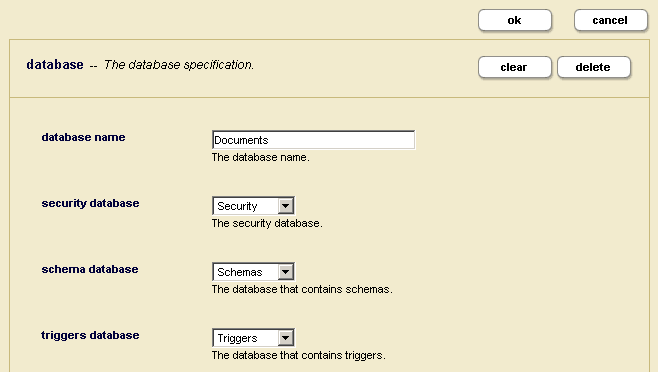 ok cancel
database -- The database specification. clear delete
database name Documents
The database name.
security database Security
The security database.
schema database Schemas
The database that contains schemas.
triggers database Triggers
The database that contains triggers.